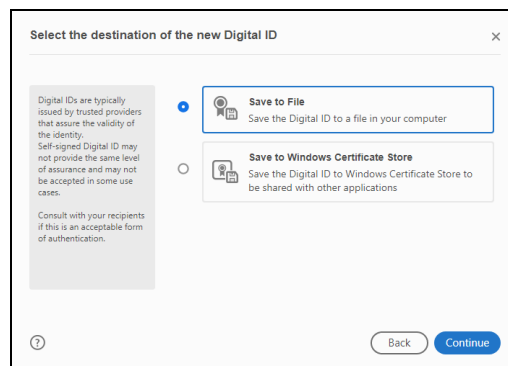 Select the destination of the new Digital ID
Digital IDs are typically
issued by trusted providers
that assure the validity of
the identity.
Self-signed Digital ID may
not provide the same level
of assurance and may not
be accepted in some use
cases.
Consult with your recipients
if this is an acceptable form
of authentication.
Save to File
Save the Digital ID to a file in your computer
Save to Windows Certificate Store
Save the Digital ID to Windows Certificate Store to
be shared with other applications
?
Back
Continue